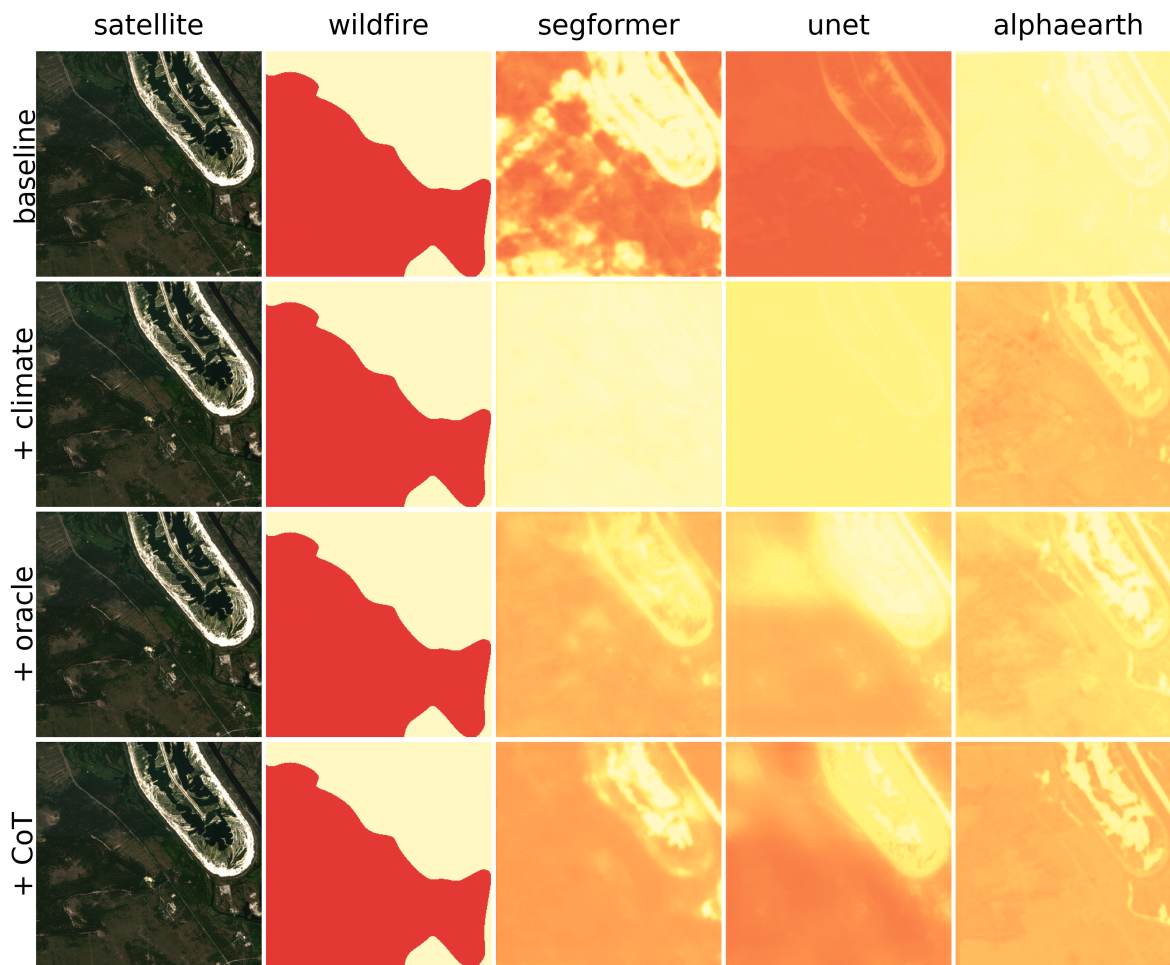 satellite wildfire segformer unet alphaearth
baseline
+ climate
+ oracle
+ CoT